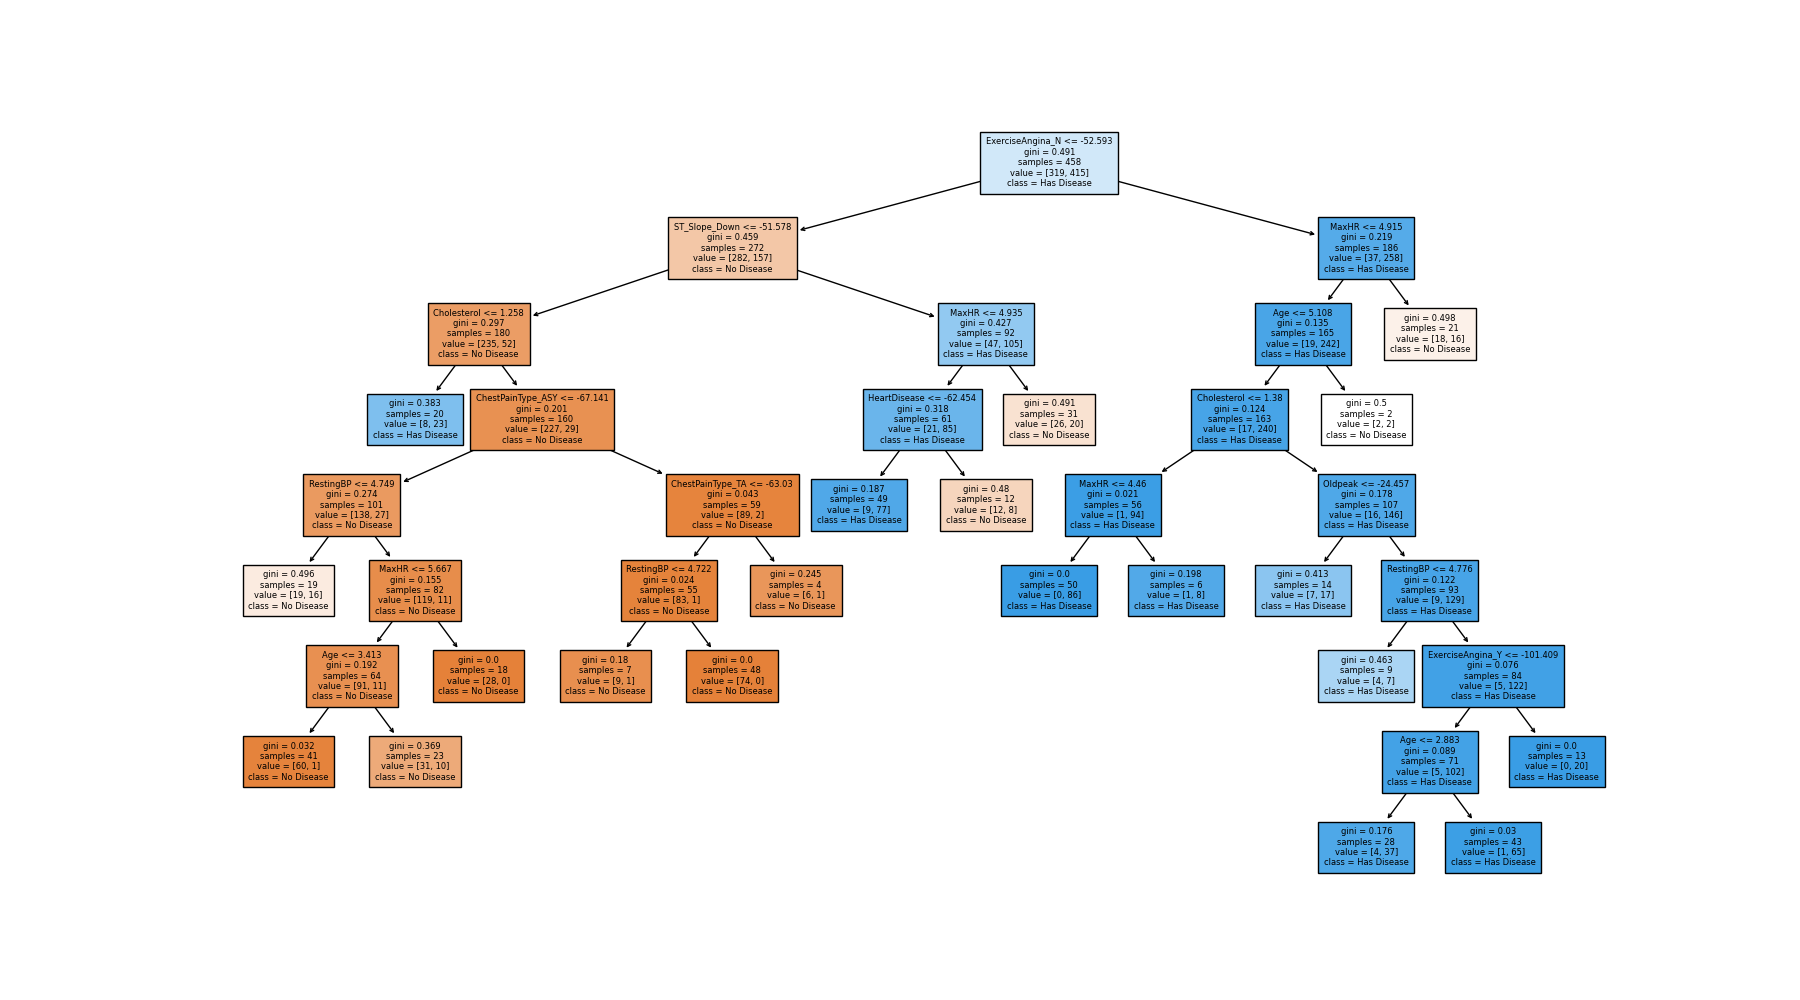 ExerciseAngina_N <= -52.593
gini = 0.491
samples = 458
value = [319, 415]
class = Has Disease
ST_Slope_Down <= -51.578
gini = 0.459
samples = 272
value = [282, 157]
class = No Disease
MaxHR <= 4.915
gini = 0.219
samples = 186
value = [37, 258]
class = Has Disease
Cholesterol <= 1.258
gini = 0.297
samples = 180
value = [235, 52]
class = No Disease
MaxHR <= 4.935
gini = 0.427
samples = 92
value = [47, 105]
class = Has Disease
Age <= 5.108
gini = 0.135
samples = 165
value = [19, 242]
class = Has Disease
gini = 0.498
samples = 21
value = [18, 16]
class = No Disease
gini = 0.383
samples = 20
value = [8, 23]
class = Has Disease
ChestPainType_ASY <= -67.141
gini = 0.201
samples = 160
value = [227, 29]
class = No Disease
HeartDisease <= -62.454
gini = 0.318
samples = 61
value = [21, 85]
class = Has Disease
gini = 0.491
samples = 31
value = [26, 20]
class = No Disease
Cholesterol <= 1.38
gini = 0.124
samples = 163
value = [17, 240]
class = Has Disease
gini = 0.5
samples = 2
value = [2, 2]
class = No Disease
RestingBP <= 4.749
gini = 0.274
samples = 101
value = [138, 27]
class = No Disease
ChestPainType_TA <= -63.03
gini = 0.043
samples = 59
value = [89, 2]
class = No Disease
gini = 0.187
samples = 49
value = [9, 77]
class = Has Disease
gini = 0.48
samples = 12
value = [12, 8]
class = No Disease
MaxHR <= 4.46
gini = 0.021
samples = 56
value = [1, 94]
class = Has Disease
Oldpeak <= -24.457
gini = 0.178
samples = 107
value = [16, 146]
class = Has Disease
gini = 0.496
samples = 19
value = [19, 16]
class = No Disease
MaxHR <= 5.667
gini = 0.155
samples = 82
value = [119, 11]
class = No Disease
RestingBP <= 4.722
gini = 0.024
samples = 55
value = [83, 1]
class = No Disease
gini = 0.245
samples = 4
value = [6, 1]
class = No Disease
gini = 0.0
samples = 50
value = [0, 86]
class = Has Disease
gini = 0.198
samples = 6
value = [1, 8]
class = Has Disease
gini = 0.413
samples = 14
value = [7, 17]
class = Has Disease
RestingBP <= 4.776
gini = 0.122
samples = 93
value = [9, 129]
class = Has Disease
Age <= 3.413
gini = 0.192
samples = 64
value = [91, 11]
class = No Disease
gini = 0.0
samples = 18
value = [28, 0]
class = No Disease
gini = 0.18
samples = 7
value = [9, 1]
class = No Disease
gini = 0.0
samples = 48
value = [74, 0]
class = No Disease
gini = 0.463
samples = 9
value = [4, 7]
class = Has Disease
ExerciseAngina_Y <= -101.409
gini = 0.076
samples = 84
value = [5, 122]
class = Has Disease
gini = 0.032
samples = 41
value = [60, 1]
class = No Disease
gini = 0.369
samples = 23
value = [31, 10]
class = No Disease
Age <= 2.883
gini = 0.089
samples = 71
value = [5, 102]
class = Has Disease
gini = 0.0
samples = 13
value = [0, 20]
class = Has Disease
gini = 0.176
samples = 28
value = [4, 37]
class = Has Disease
gini = 0.03
samples = 43
value = [1, 65]
class = Has Disease